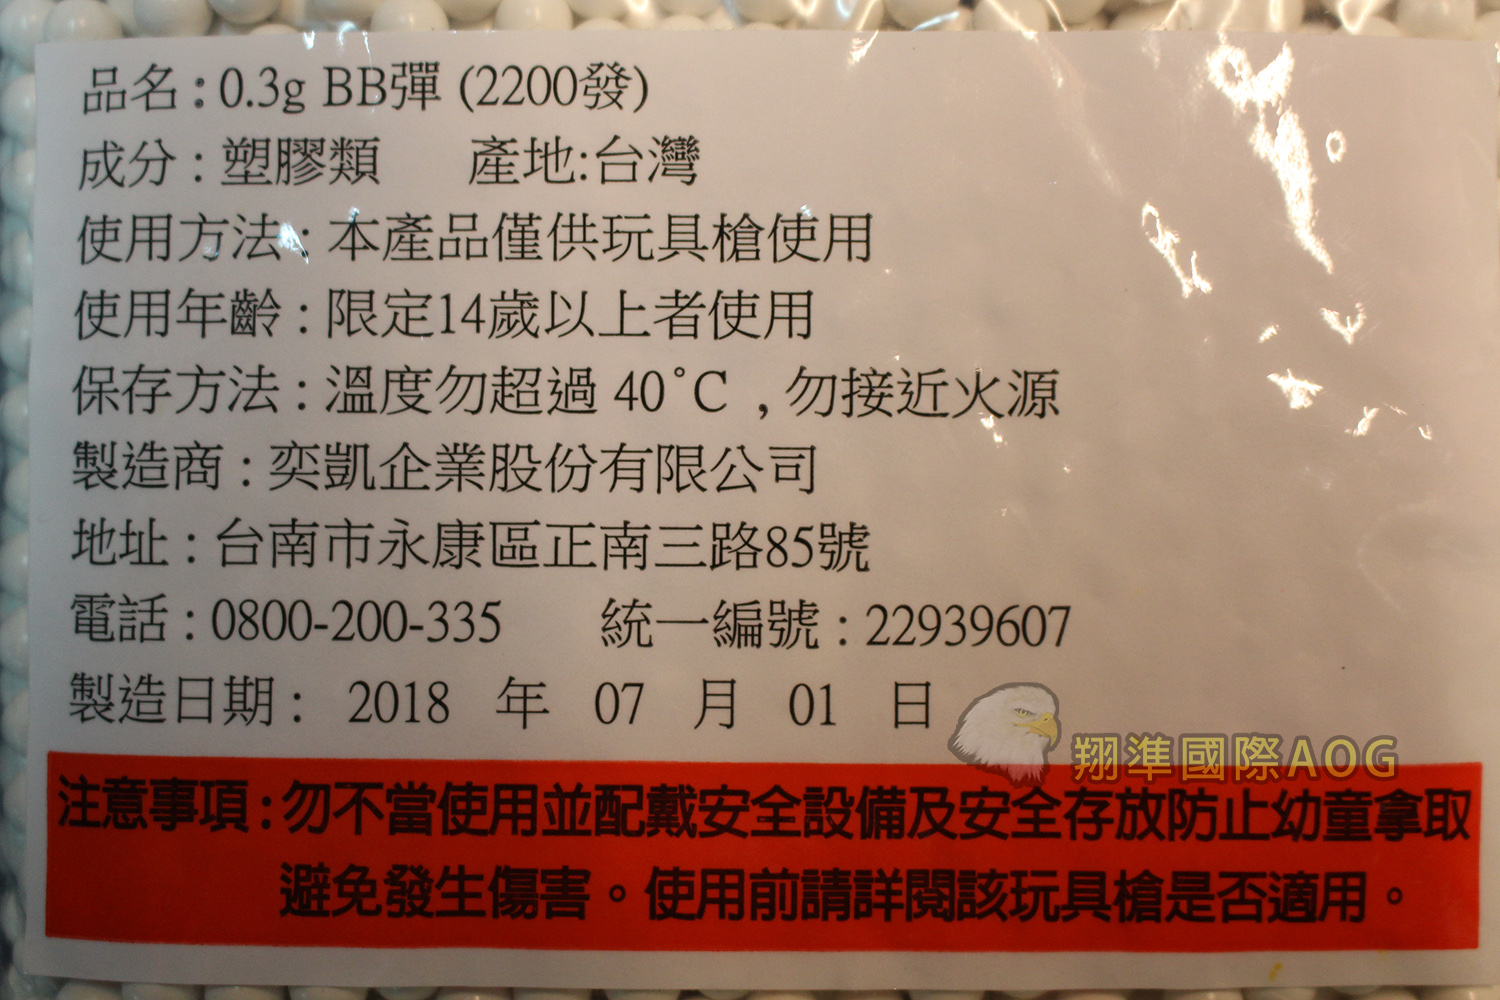 品名：0.3g BB彈 (2200發)
成分：塑膠類 產地:台灣
使用方法：本產品僅供玩具槍使用
使用年齡：限定14歲以上者使用
保存方法：溫度勿超過 40°C , 勿接近火源
製造商：奕凱企業股份有限公司
地址：台南市永康區正南三路85號
電話：0800-200-335 統一編號：22939607
製造日期： 2018 年 07 月 01 日
翔準國際AOG
注意事項：勿不當使用並配戴安全設備及安全存放防止幼童拿取
避免發生傷害。使用前請詳閱該玩具槍是否適用。